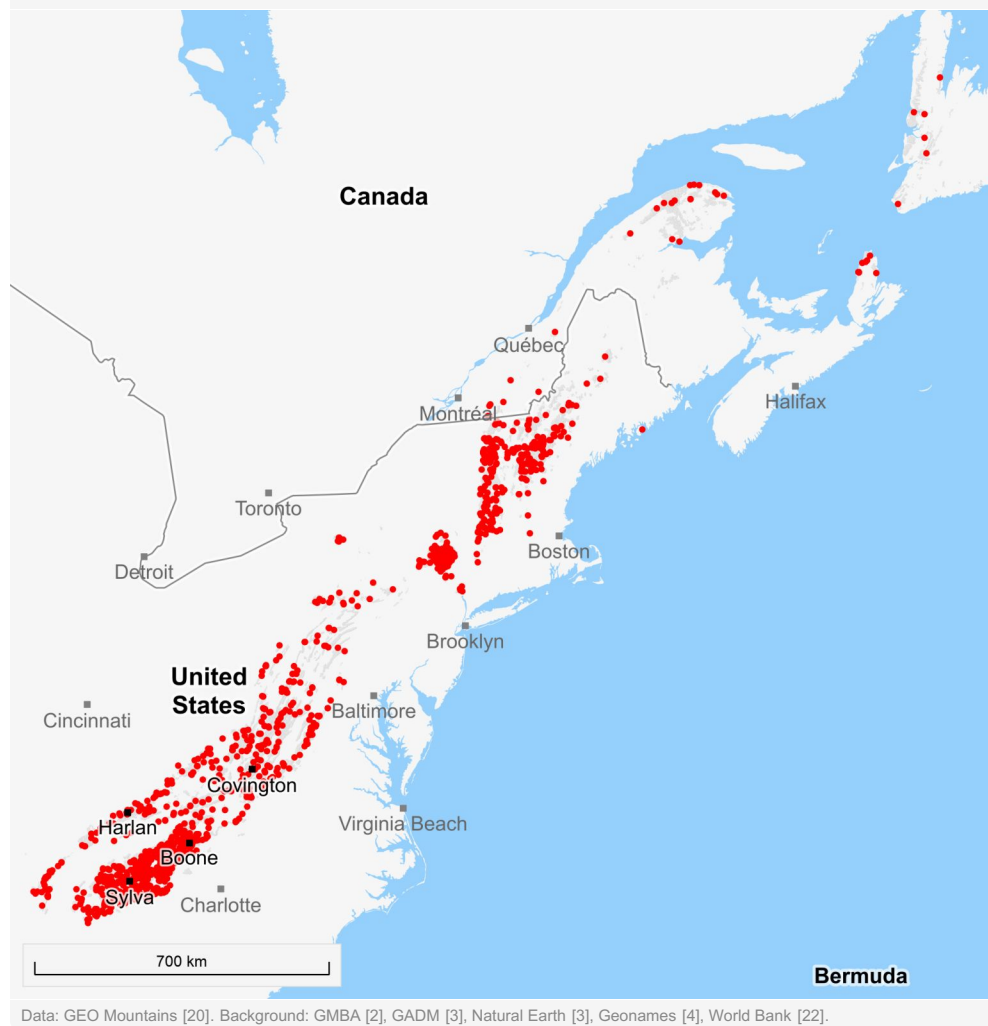 Canada
Québec
Montréal
Halifax
Toronto
Detroit
Boston
Brooklyn
United
States
Cincinnati
Baltimore
Covington
Harlan
Virginia Beach
Boone
Sylva
Charlotte
700 km
Bermuda
Data: GEO Mountains [20]. Background: GMBA [2], GADM [3], Natural Earth [3], Geonames [4], World Bank [22].